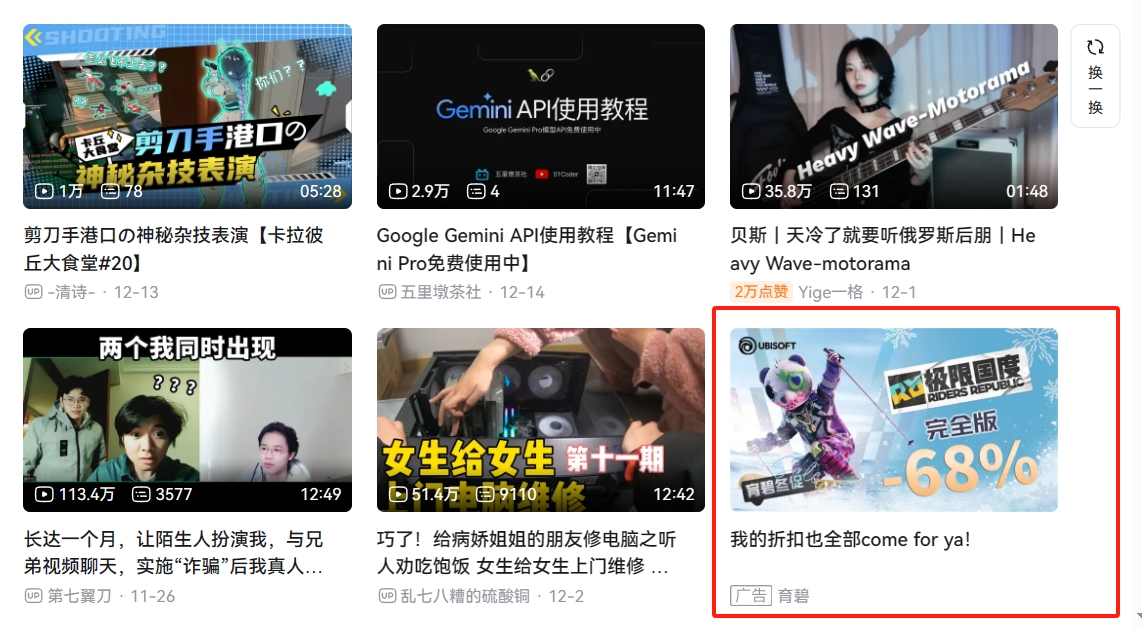 SHOOTING
你们??
卡丘
大食堂
剪刀手港口の
神秘杂技表演
1万 78 05:28
剪刀手港口の神秘杂技表演【卡拉彼
丘大食堂#20】
UP -清诗- · 12-13
Gemini API使用教程
Google Gemini Pro模型API免费使用中
五里墩茶社 01Coder
2.9万 4 11:47
Google Gemini API使用教程【Gemi
ni Pro免费使用中】
UP 五里墩茶社 · 12-14
Heavy Wave-Motorama
35.8万 131 01:48
贝斯丨天冷了就要听俄罗斯后朋丨He
avy Wave-motorama
2万点赞 Yige一格 · 12-1
换一换
两个我同时出现
???
113.4万 3577 12:49
长达一个月，让陌生人扮演我，与兄
弟视频聊天，实施“诈骗”后我真人…
UP 第七翼刀 · 11-26
女生给女生 第十一期
上门电脑维修
51.4万 9110 12:42
巧了！给病娇姐姐的朋友修电脑之听
人劝吃饱饭 女生给女生上门维修 …
UP 乱七八糟的硫酸铜 · 12-2
UBISOFT
极限国度
RIDERS REPUBLIC
完全版
-68%
育碧冬促
我的折扣也全部come for ya！
广告 育碧